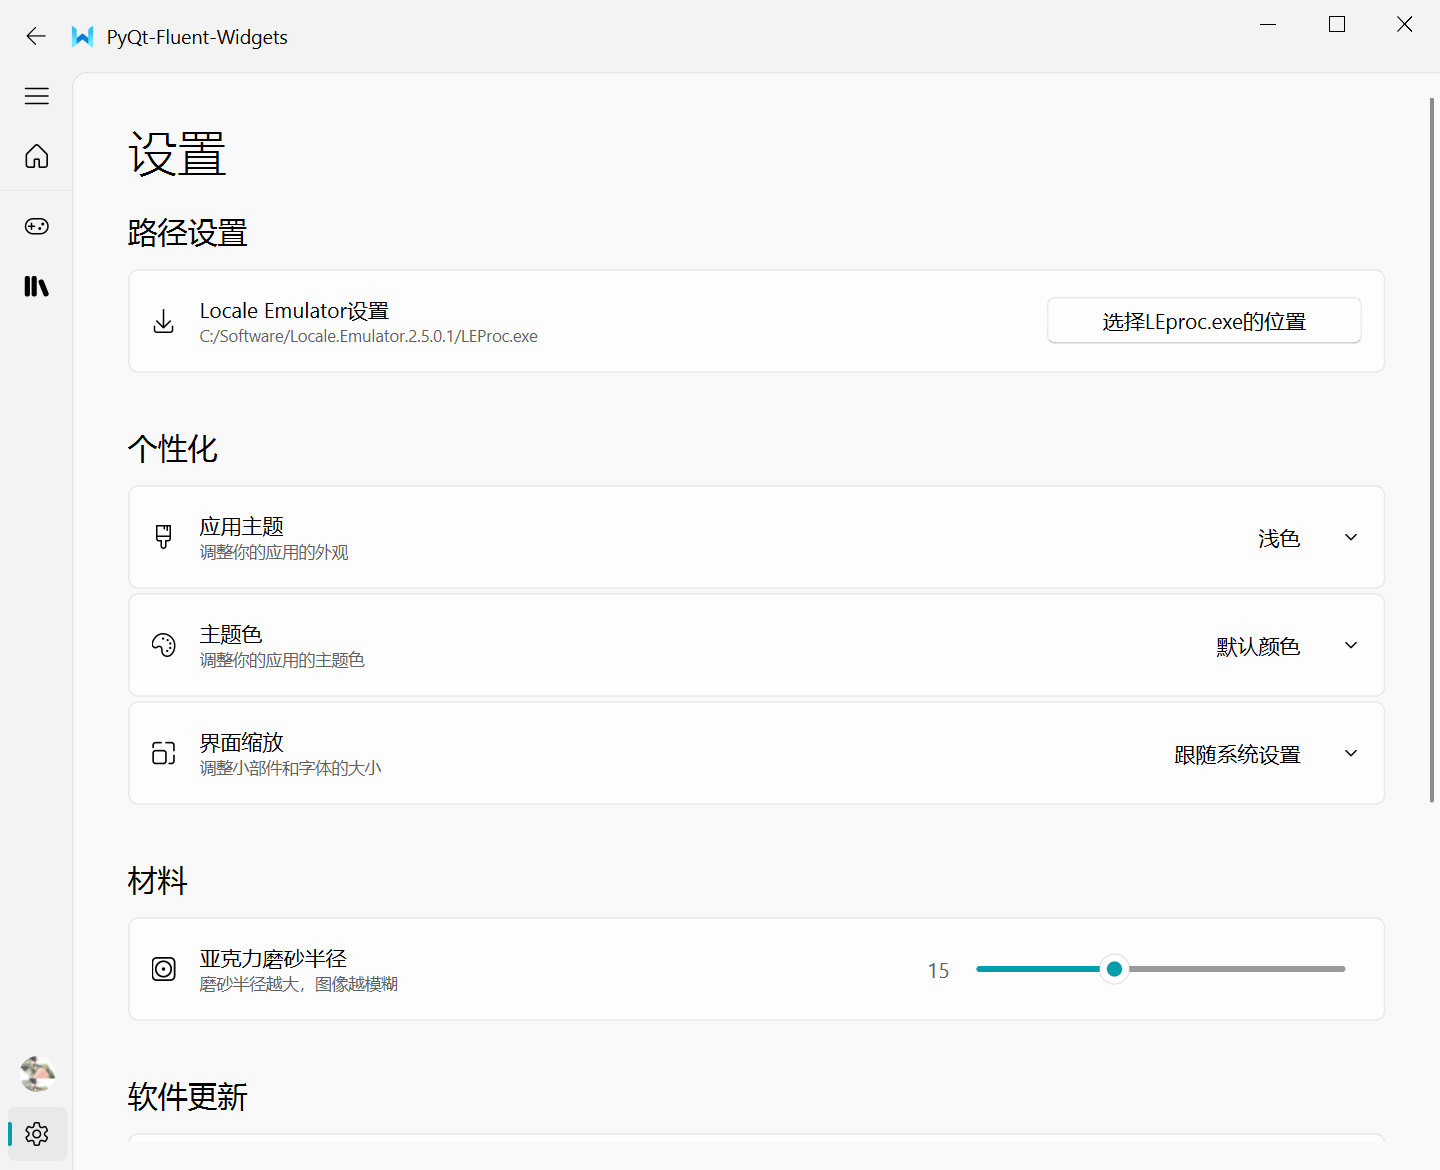 PyQt-Fluent-Widgets
设置
路径设置
Locale Emulator设置
C:/Software/Locale.Emulator.2.5.0.1/LEProc.exe
选择LEproc.exe的位置
个性化
应用主题
调整你的应用的外观
浅色
主题色
调整你的应用的主题色
默认颜色
界面缩放
调整小部件和字体的大小
跟随系统设置
材料
亚克力磨砂半径
磨砂半径越大，图像越模糊
15
软件更新